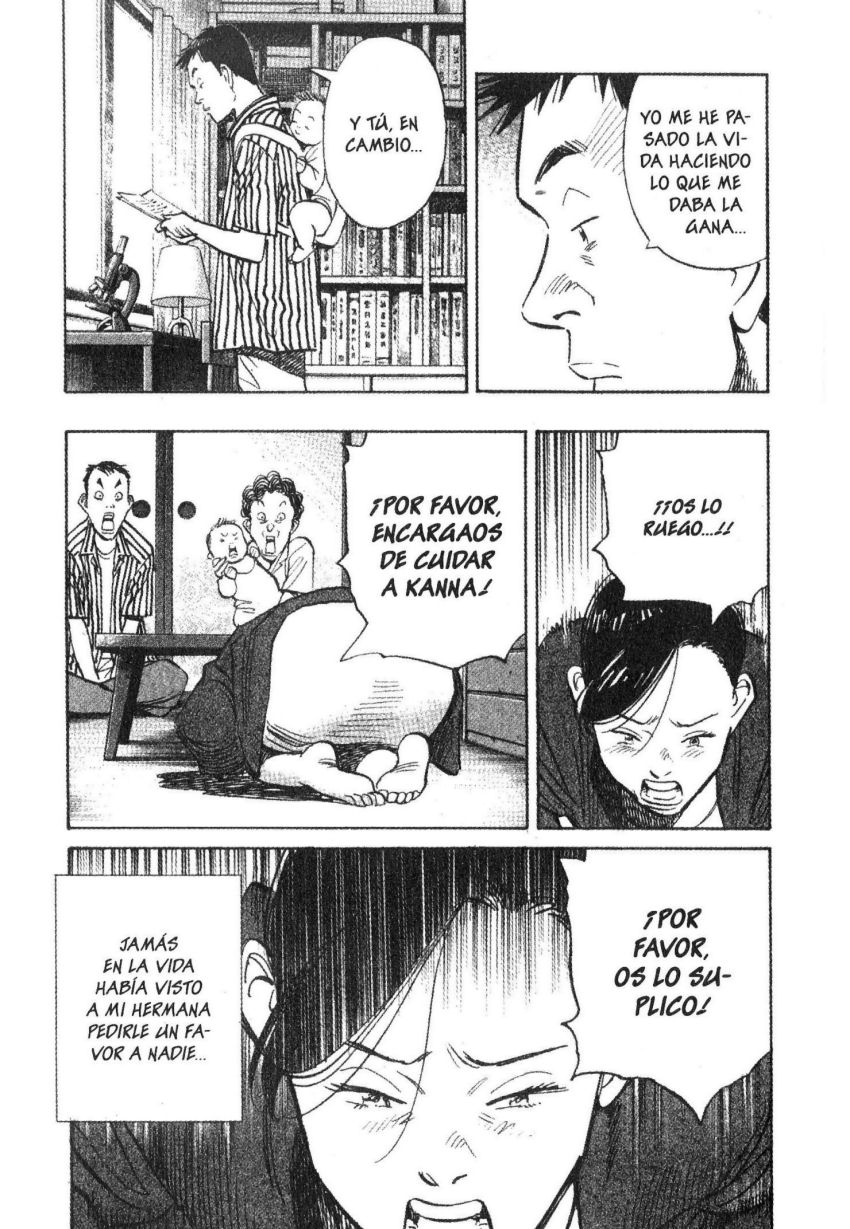 YO ME HE PA-
SADO LA VI-
DA HACIENDO
LO QUE ME
DABA LA
GANA...
Y TÚ, EN
CAMBIO...
¡¡OS LO
RUEGO...!!
¡POR FAVOR,
ENCARGAOS
DE CUIDAR
A KANNA!
¡POR
FAVOR,
OS LO SU-
PLICO!
JAMÁS
EN LA VIDA
HABÍA VISTO
A MI HERMANA
PEDIRLE UN FA-
VOR A NADIE...